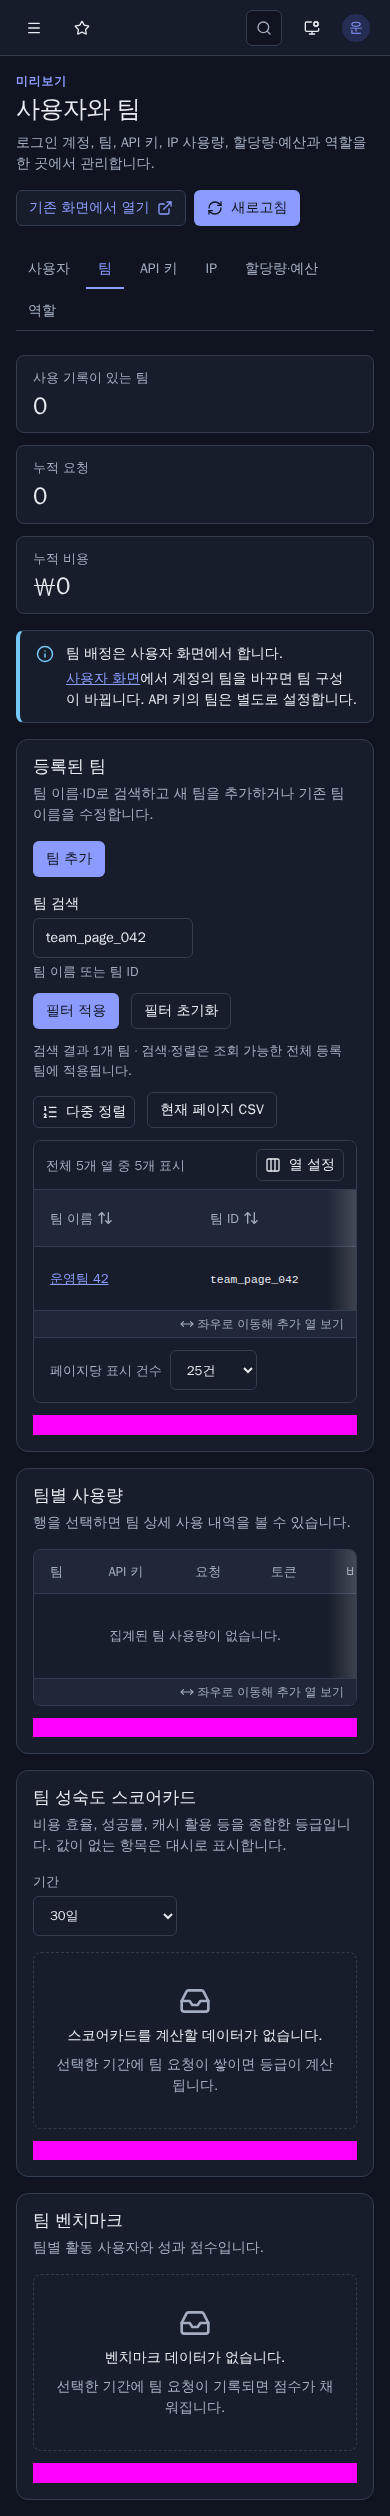 운
미리보기
사용자와 팀
로그인 계정, 팀, API 키, IP 사용량, 할당량·예산과 역할을
한 곳에서 관리합니다.
기존 화면에서 열기
새로고침
사용자 팀 API 키 IP 할당량·예산
역할
사용 기록이 있는 팀
0
누적 요청
0
누적 비용
₩0
팀 배정은 사용자 화면에서 합니다.
사용자 화면에서 계정의 팀을 바꾸면 팀 구성
이 바뀝니다. API 키의 팀은 별도로 설정합니다.
등록된 팀
팀 이름·ID로 검색하고 새 팀을 추가하거나 기존 팀
이름을 수정합니다.
팀 추가
팀 검색
team_page_042
팀 이름 또는 팀 ID
필터 적용 필터 초기화
검색 결과 1개 팀 · 검색·정렬은 조회 가능한 전체 등록
팀에 적용됩니다.
다중 정렬 현재 페이지 CSV
전체 5개 열 중 5개 표시 열 설정
팀 이름 팀 ID
운영팀 42 team_page_042
좌우로 이동해 추가 열 보기
페이지당 표시 건수 25건
팀별 사용량
행을 선택하면 팀 상세 사용 내역을 볼 수 있습니다.
팀 API 키 요청 토큰
집계된 팀 사용량이 없습니다.
좌우로 이동해 추가 열 보기
팀 성숙도 스코어카드
비용 효율, 성공률, 캐시 활용 등을 종합한 등급입니
다. 값이 없는 항목은 대시로 표시합니다.
기간
30일
스코어카드를 계산할 데이터가 없습니다.
선택한 기간에 팀 요청이 쌓이면 등급이 계산
됩니다.
팀 벤치마크
팀별 활동 사용자와 성과 점수입니다.
벤치마크 데이터가 없습니다.
선택한 기간에 팀 요청이 기록되면 점수가 채
워집니다.